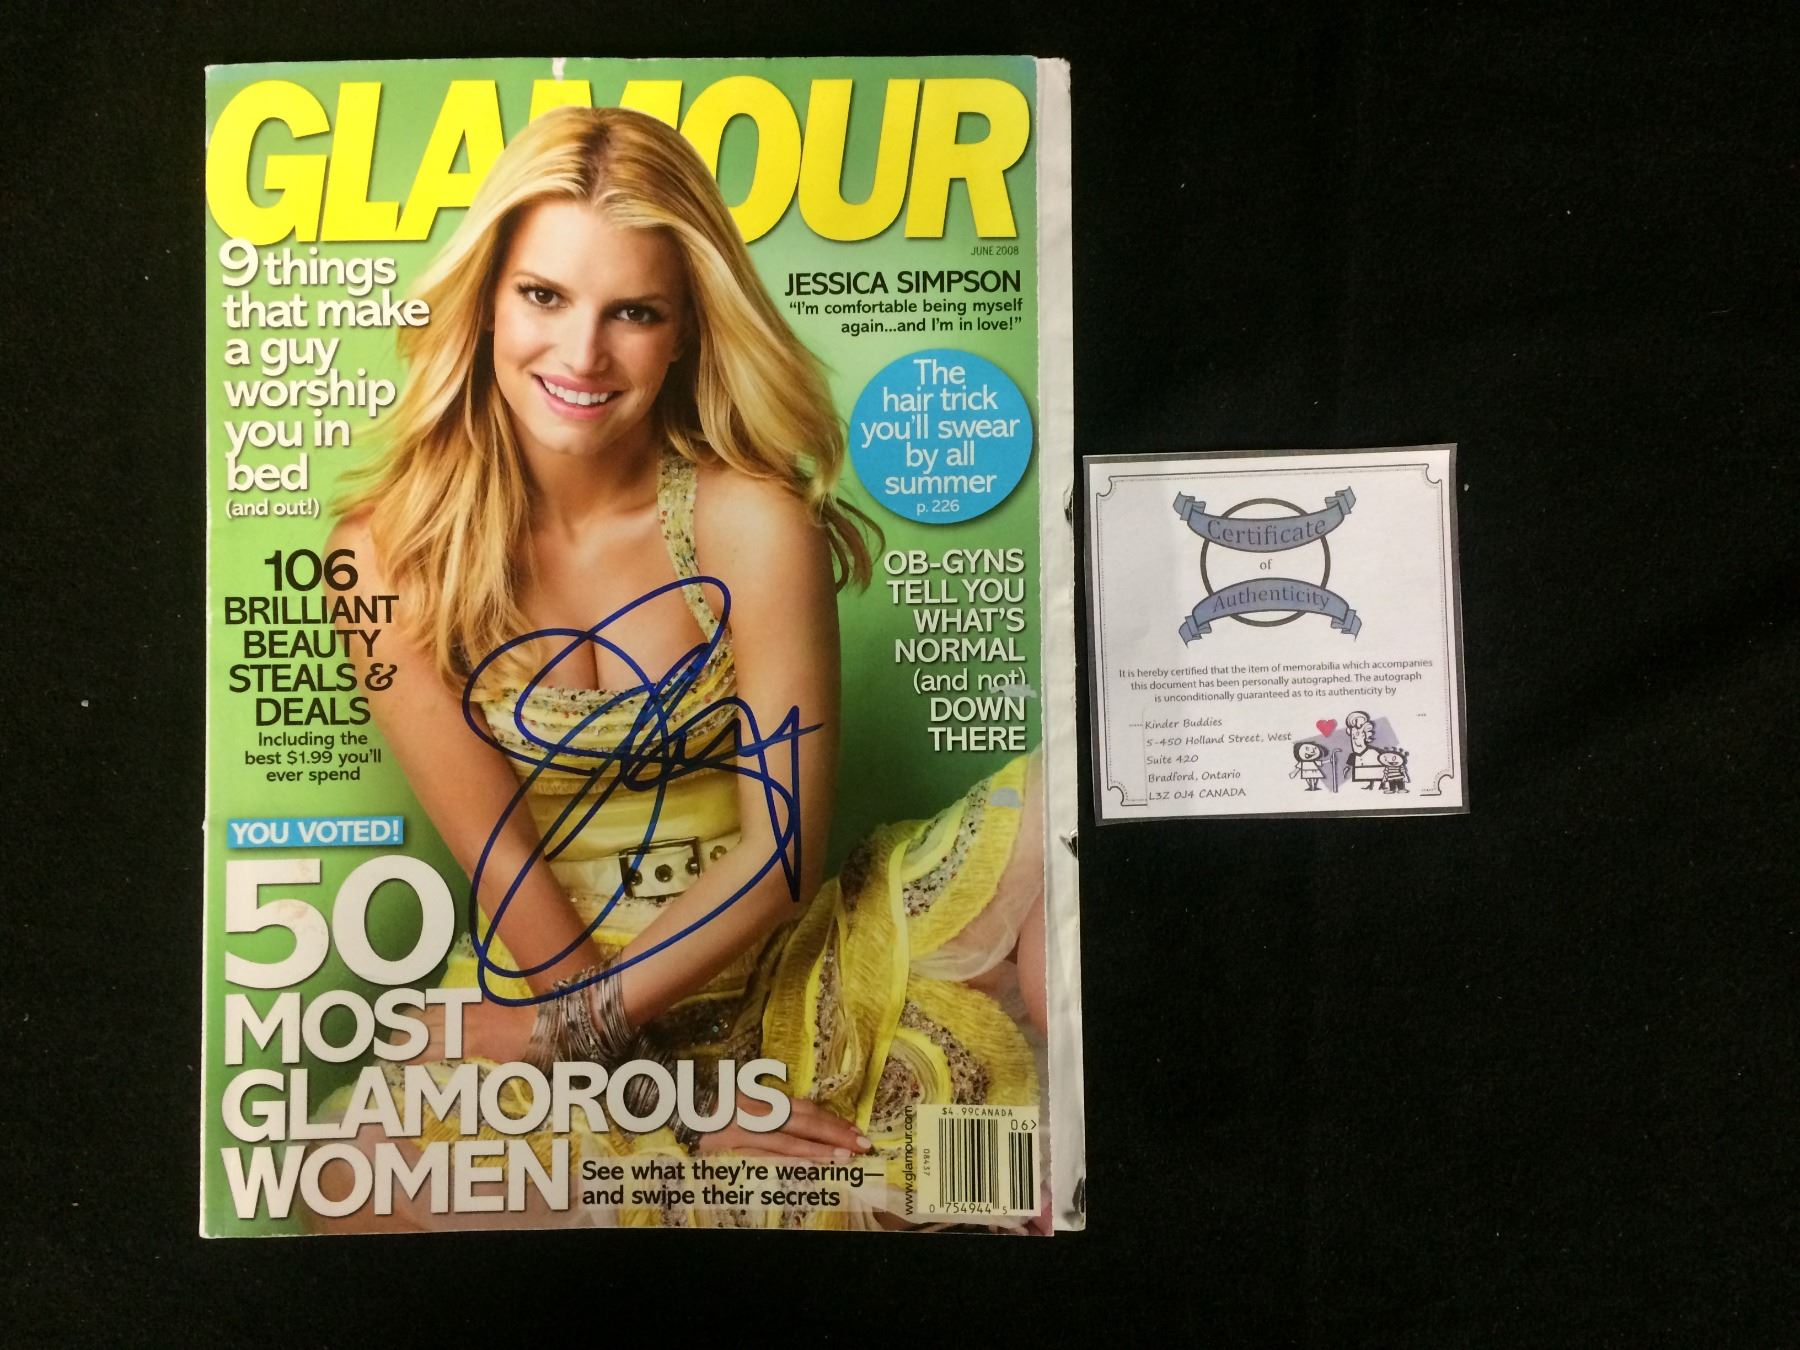 GLAMOUR
JUNE 2008
9 things
that make
a guy
worship
you in
bed
(and out!)
JESSICA SIMPSON
“I'm comfortable being myself
again...and I'm in love!”
The
hair trick
you'll swear
by all
summer
p. 226
106
BRILLIANT
BEAUTY
STEALS &
DEALS
Including the
best $1.99 you'll
ever spend
OB-GYNS
TELL YOU
WHAT'S
NORMAL
(and not)
DOWN
THERE
YOU VOTED!
50
MOST
GLAMOROUS
WOMEN
See what they're wearing—
and swipe their secrets
www.glamour.com
$4.99CANADA
06>
08437
0 754944 5
Certificate
of
Authenticity
It is hereby certified that the item of memorabilia which accompanies
this document has been personally autographed. The autograph
is unconditionally guaranteed as to its authenticity by
Kinder Buddies
5-450 Holland Street, West
Suite 420
Bradford, Ontario
L3Z 0J4 CANADA